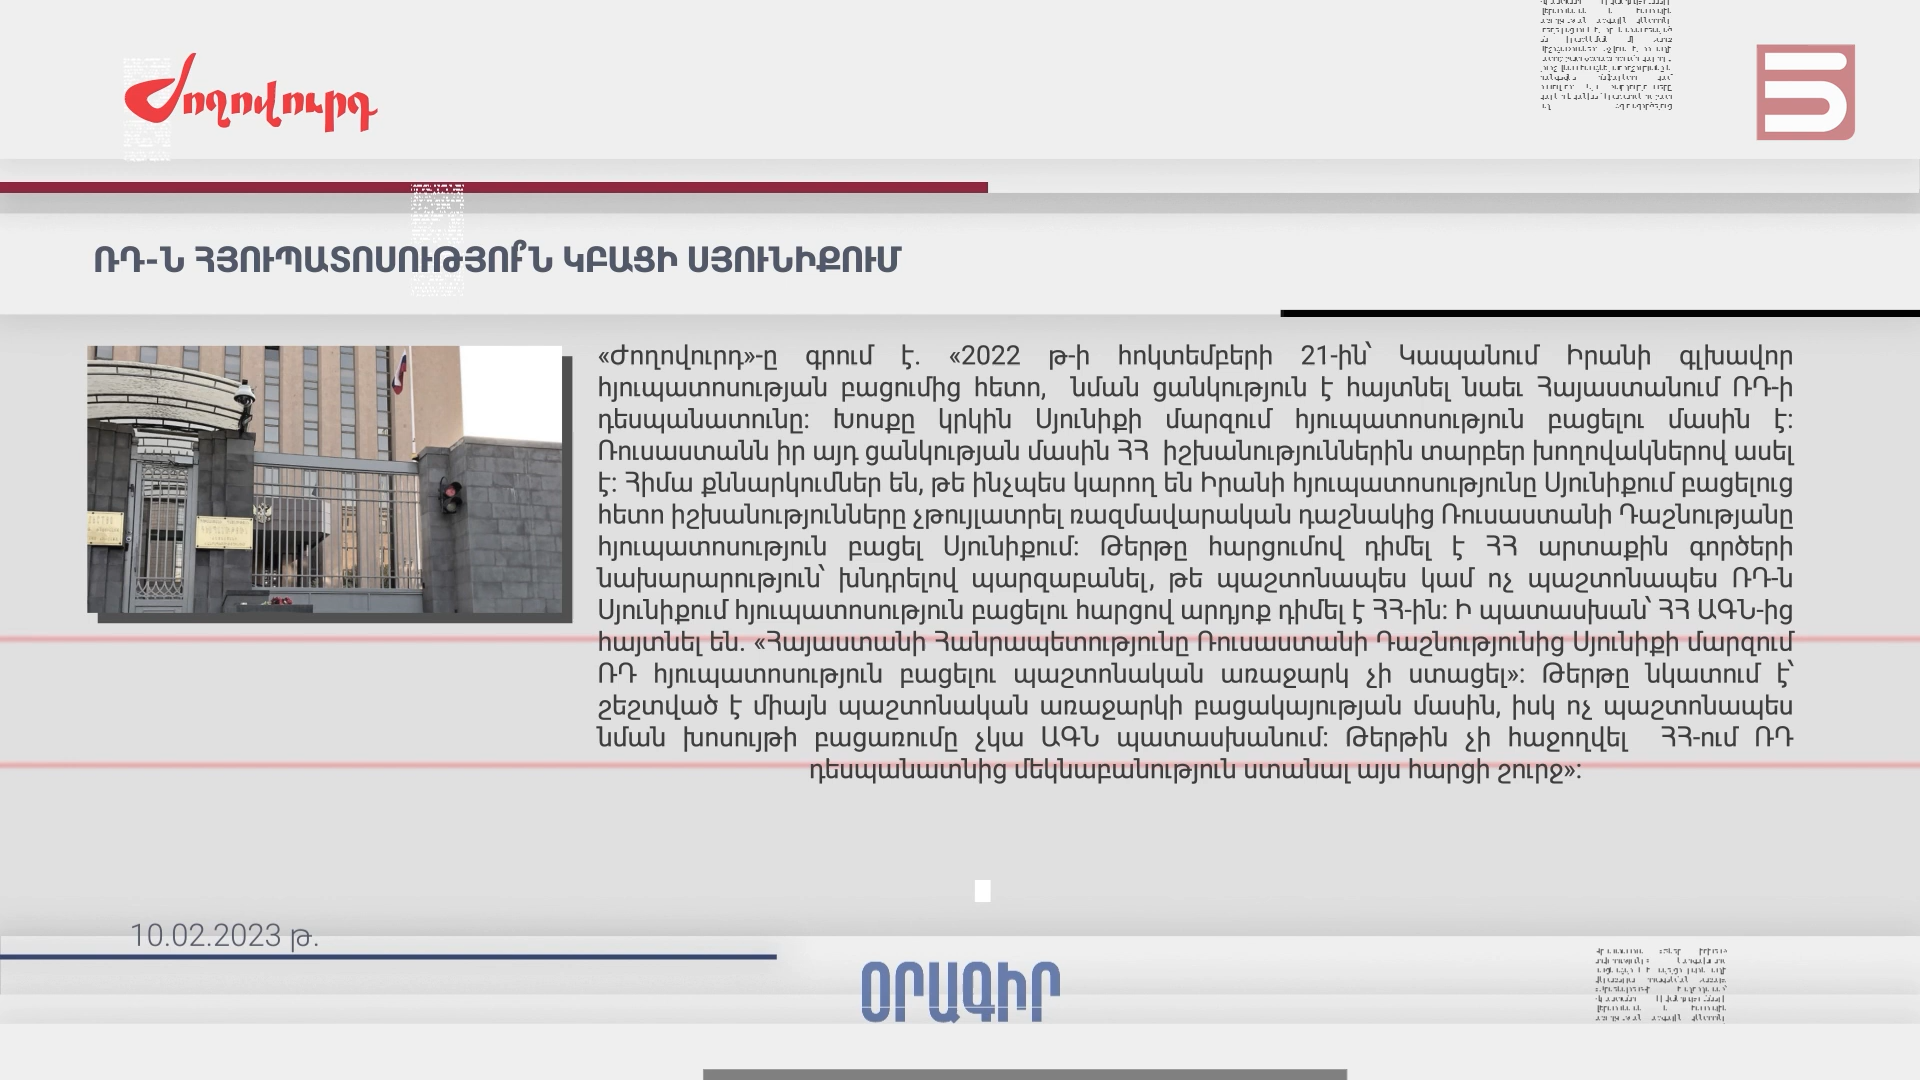 Ժողովուրդ
ՌԴ-Ն ՀՅՈՒՊԱՏՈՍՈՒԹՅՈՒ՞Ն ԿԲԱՑԻ ՍՅՈՒՆԻՔՈՒՄ
«Ժողովուրդ»-ը գրում է. «2022 թ-ի հոկտեմբերի 21-ին՝ Կապանում Իրանի գլխավոր
հյուպատոսության բացումից հետո, նման ցանկություն է հայտնել նաեւ Հայաստանում ՌԴ-ի
դեսպանատունը։ Խոսքը կրկին Սյունիքի մարզում հյուպատոսություն բացելու մասին է։
Ռուսաստանն իր այդ ցանկության մասին ՀՀ իշխանություններին տարբեր խողովակներով ասել
է։ Հիմա քննարկումներ են, թե ինչպես կարող են Իրանի հյուպատոսությունը Սյունիքում բացելուց
հետո իշխանությունները չթույլատրել ռազմավարական դաշնակից Ռուսաստանի Դաշնությանը
հյուպատոսություն բացել Սյունիքում։ Թերթը հարցումով դիմել է ՀՀ արտաքին գործերի
նախարարություն՝ խնդրելով պարզաբանել, թե պաշտոնապես կամ ոչ պաշտոնապես ՌԴ-ն
Սյունիքում հյուպատոսություն բացելու հարցով արդյոք դիմել է ՀՀ-ին։ Ի պատասխան՝ ՀՀ ԱԳՆ-ից
հայտնել են. «Հայաստանի Հանրապետությունը Ռուսաստանի Դաշնությունից Սյունիքի մարզում
ՌԴ հյուպատոսություն բացելու պաշտոնական առաջարկ չի ստացել»։ Թերթը նկատում է՝
շեշտված է միայն պաշտոնական առաջարկի բացակայության մասին, իսկ ոչ պաշտոնապես
նման խոսույթի բացառումը չկա ԱԳՆ պատասխանում։ Թերթին չի հաջողվել ՀՀ-ում ՌԴ
դեսպանատնից մեկնաբանություն ստանալ այս հարցի շուրջ»։
10.02.2023 թ.
ՕՐԱԳԻՐ